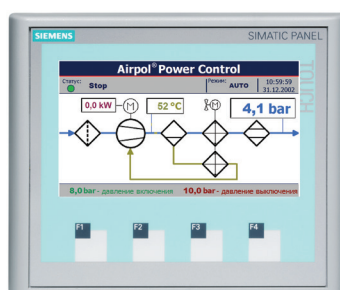 SIEMENS
SIMATIC PANEL
TOUCH
Airpol® Power Control
Статус:
Stop
Режим:
AUTO
10:59:59
31.12.2002
0,0 kW
M
52 °C
M
4,1 bar
8,0 bar - давление включения
10,0 bar - давление выключения
F1
F2
F3
F4